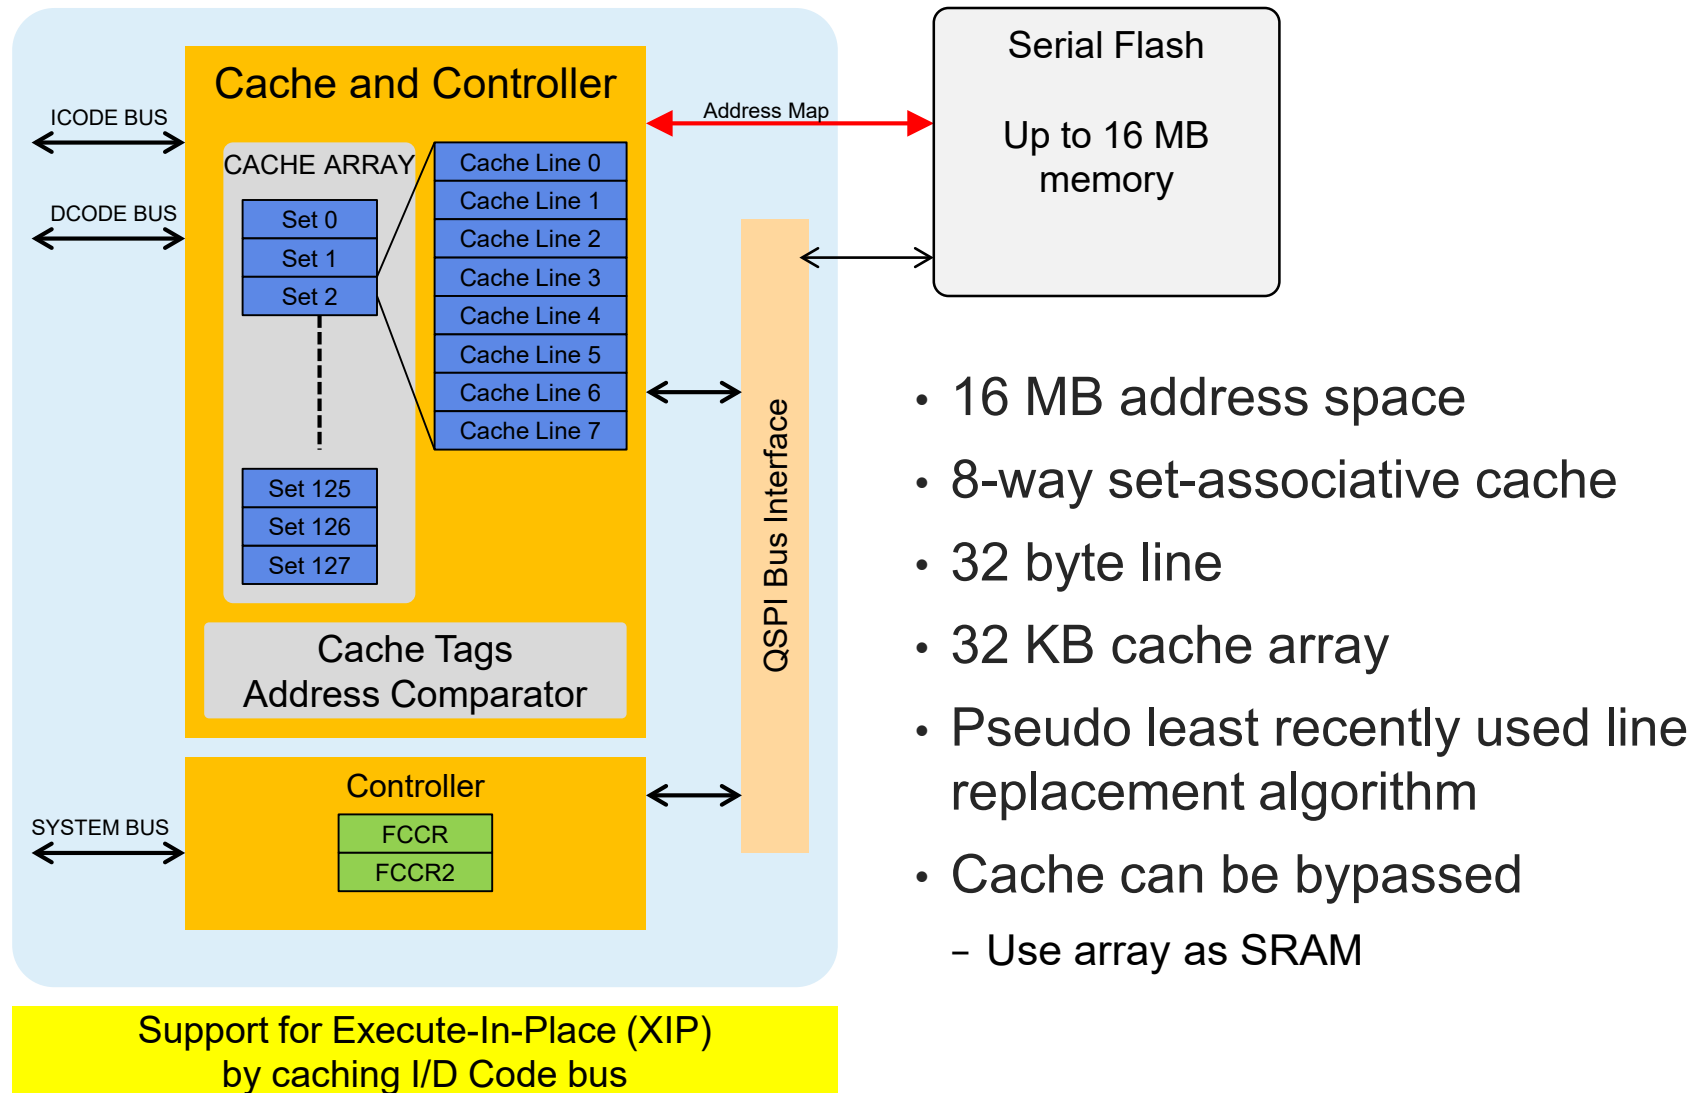 Cache and Controller
ICODE BUS
DCODE BUS
CACHE ARRAY
Set 0
Set 1
Set 2
Set 125
Set 126
Set 127
Cache Line 0
Cache Line 1
Cache Line 2
Cache Line 3
Cache Line 4
Cache Line 5
Cache Line 6
Cache Line 7
Cache Tags
Address Comparator
Controller
SYSTEM BUS
FCCR
FCCR2
QSPI Bus Interface
Address Map
Serial Flash
Up to 16 MB
memory
• 16 MB address space
• 8-way set-associative cache
• 32 byte line
• 32 KB cache array
• Pseudo least recently used line
replacement algorithm
• Cache can be bypassed
– Use array as SRAM
Support for Execute-In-Place (XIP)
by caching I/D Code bus